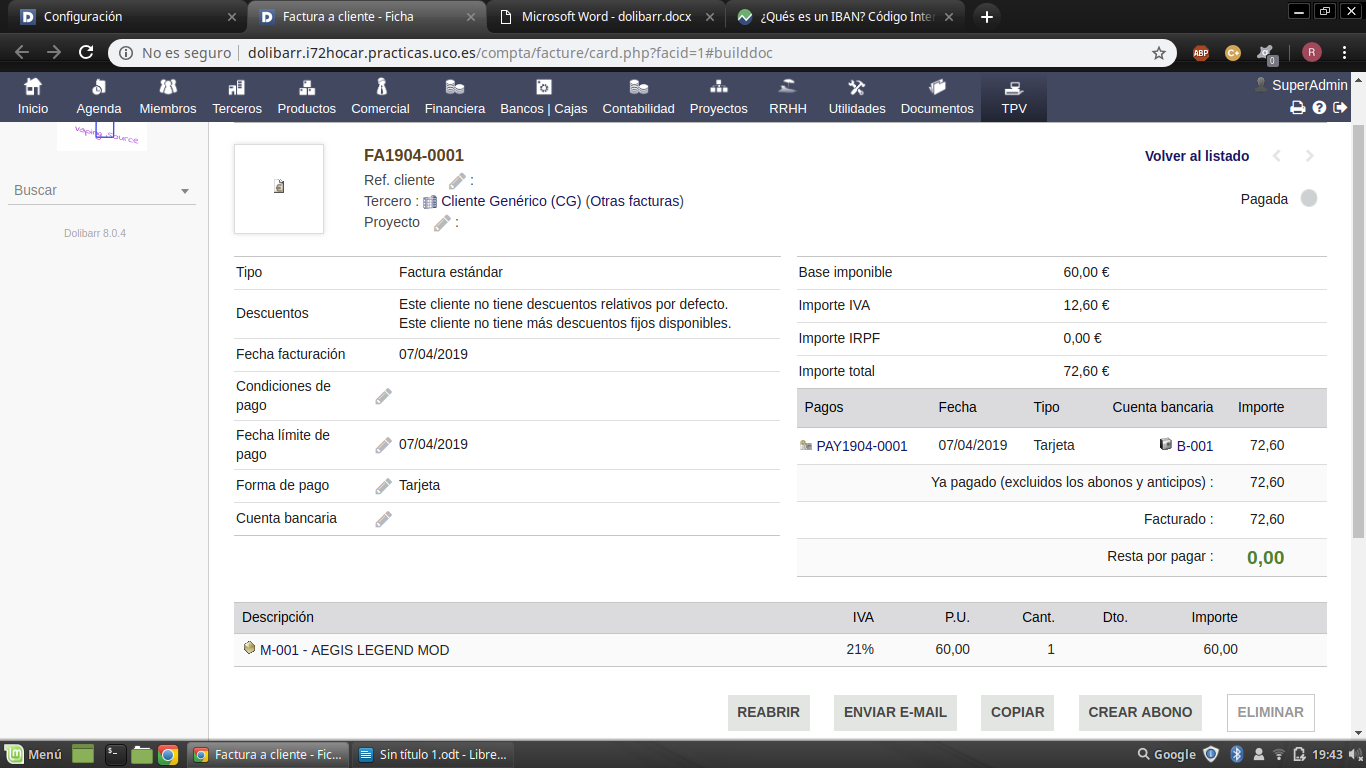 Configuración
Factura a cliente - Ficha
Microsoft Word - dolibarr.docx
¿Qués es un IBAN? Código Inter
No es seguro
dolibarr.i72hocar.practicas.uco.es/compta/facture/card.php?facid=1#builddoc
ABP
C+
0
R
Inicio
Agenda
Miembros
Terceros
Productos
Comercial
Financiera
Bancos | Cajas
Contabilidad
Proyectos
RRHH
Utilidades
Documentos
TPV
SuperAdmin
vaping_source
Buscar
Dolibarr 8.0.4
FA1904-0001
Ref. cliente :
Tercero : Cliente Genérico (CG) (Otras facturas)
Proyecto :
Volver al listado
Pagada
Tipo Factura estándar
Descuentos
Este cliente no tiene descuentos relativos por defecto.
Este cliente no tiene más descuentos fijos disponibles.
Fecha facturación 07/04/2019
Condiciones de
pago
Fecha límite de
pago
07/04/2019
Forma de pago Tarjeta
Cuenta bancaria
Base imponible 60,00 €
Importe IVA 12,60 €
Importe IRPF 0,00 €
Importe total 72,60 €
Pagos Fecha Tipo Cuenta bancaria Importe
PAY1904-0001 07/04/2019 Tarjeta B-001 72,60
Ya pagado (excluidos los abonos y anticipos) : 72,60
Facturado : 72,60
Resta por pagar : 0,00
Descripción IVA P.U. Cant. Dto. Importe
M-001 - AEGIS LEGEND MOD 21% 60,00 1 60,00
REABRIR
ENVIAR E-MAIL
COPIAR
CREAR ABONO
ELIMINAR
Menú
Factura a cliente - Fic...
Sin título 1.odt - Libre...
Google
19:43